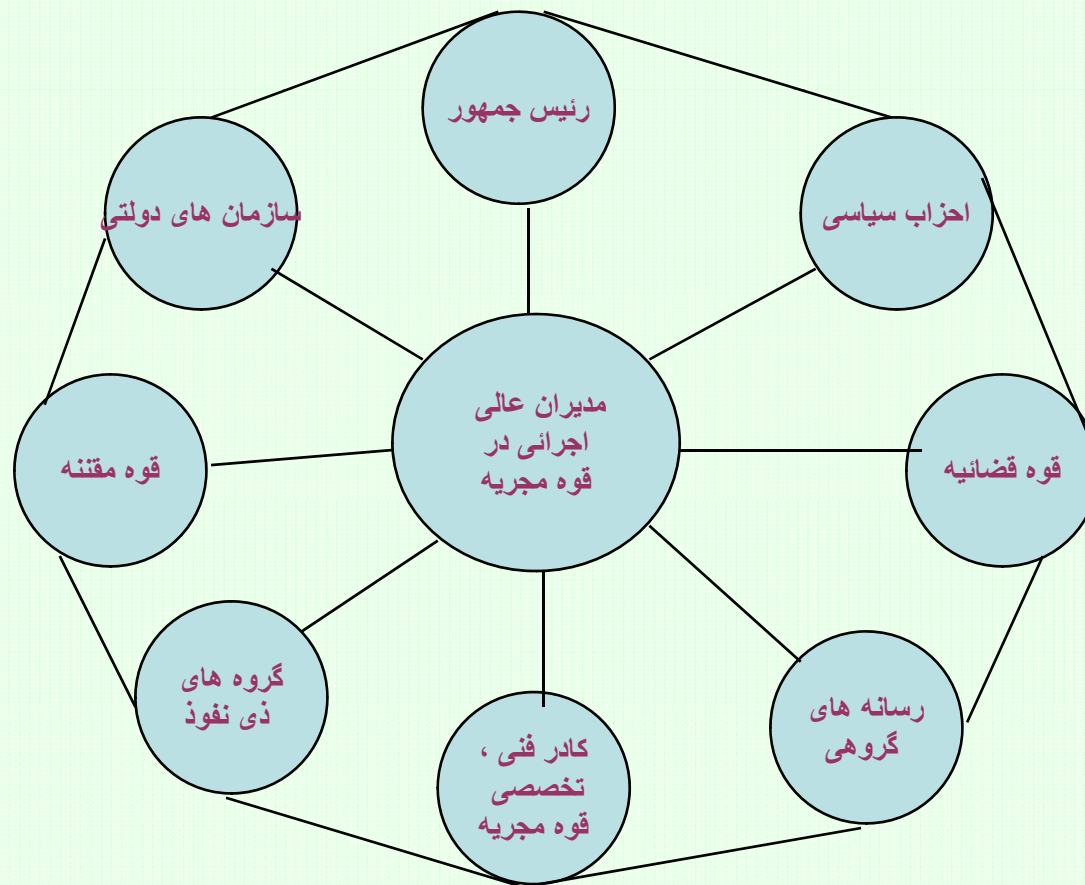 رئیس جمهور
احزاب سیاسی
سازمان های دولتی
مدیران عالی
اجرائی در
قوه مجریه
قوه قضائیه
قوه مقننه
گروه های
ذی نفوذ
رسانه های
گروهی
کادر فنی ،
تخصصی
قوه مجریه